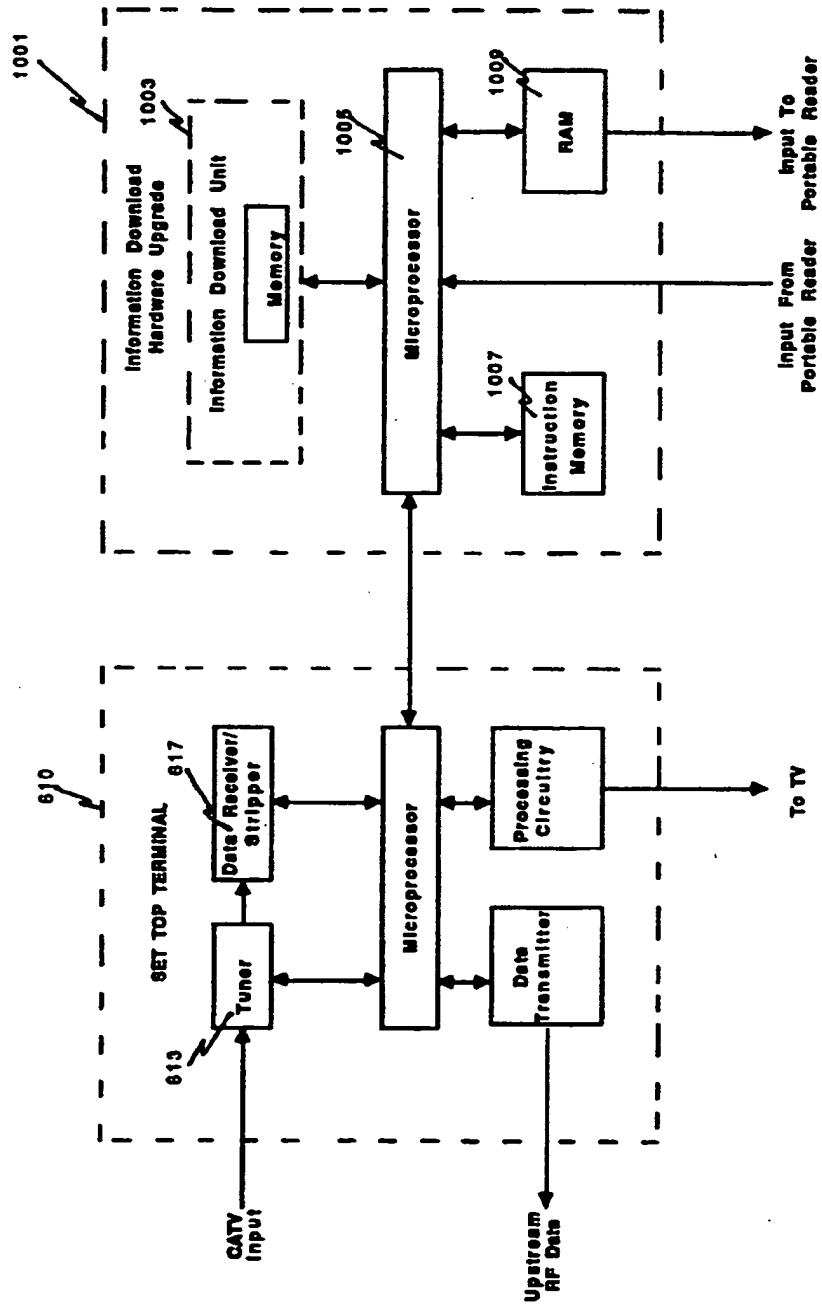 610
SET TOP TERMINAL
CATV
Input
613
Tuner
617
Data Receiver/
Stripper
Microprocessor
Data
Transmitter
Processing
Circuitry
Upstream
RF Data
To TV
1001
Information Download
Hardware Upgrade
1003
Information Download Unit
Memory
1005
Microprocessor
1007
Instruction
Memory
1009
RAM
Input From
Portable Reader
Input To
Portable Reader